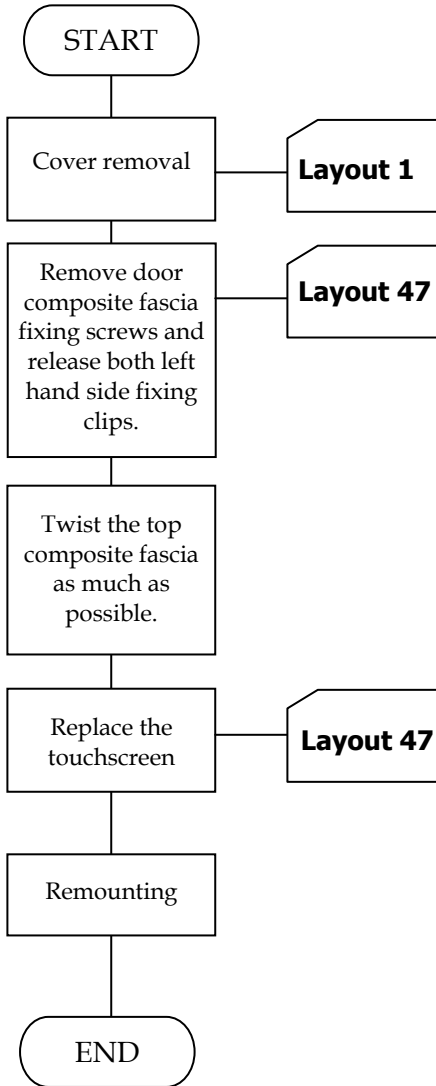 START
Cover removal
Layout 1
Remove door
composite fascia
fixing screws and
release both left
hand side fixing
clips.
Layout 47
Twist the top
composite fascia
as much as
possible.
Replace the
touchscreen
Layout 47
Remounting
END